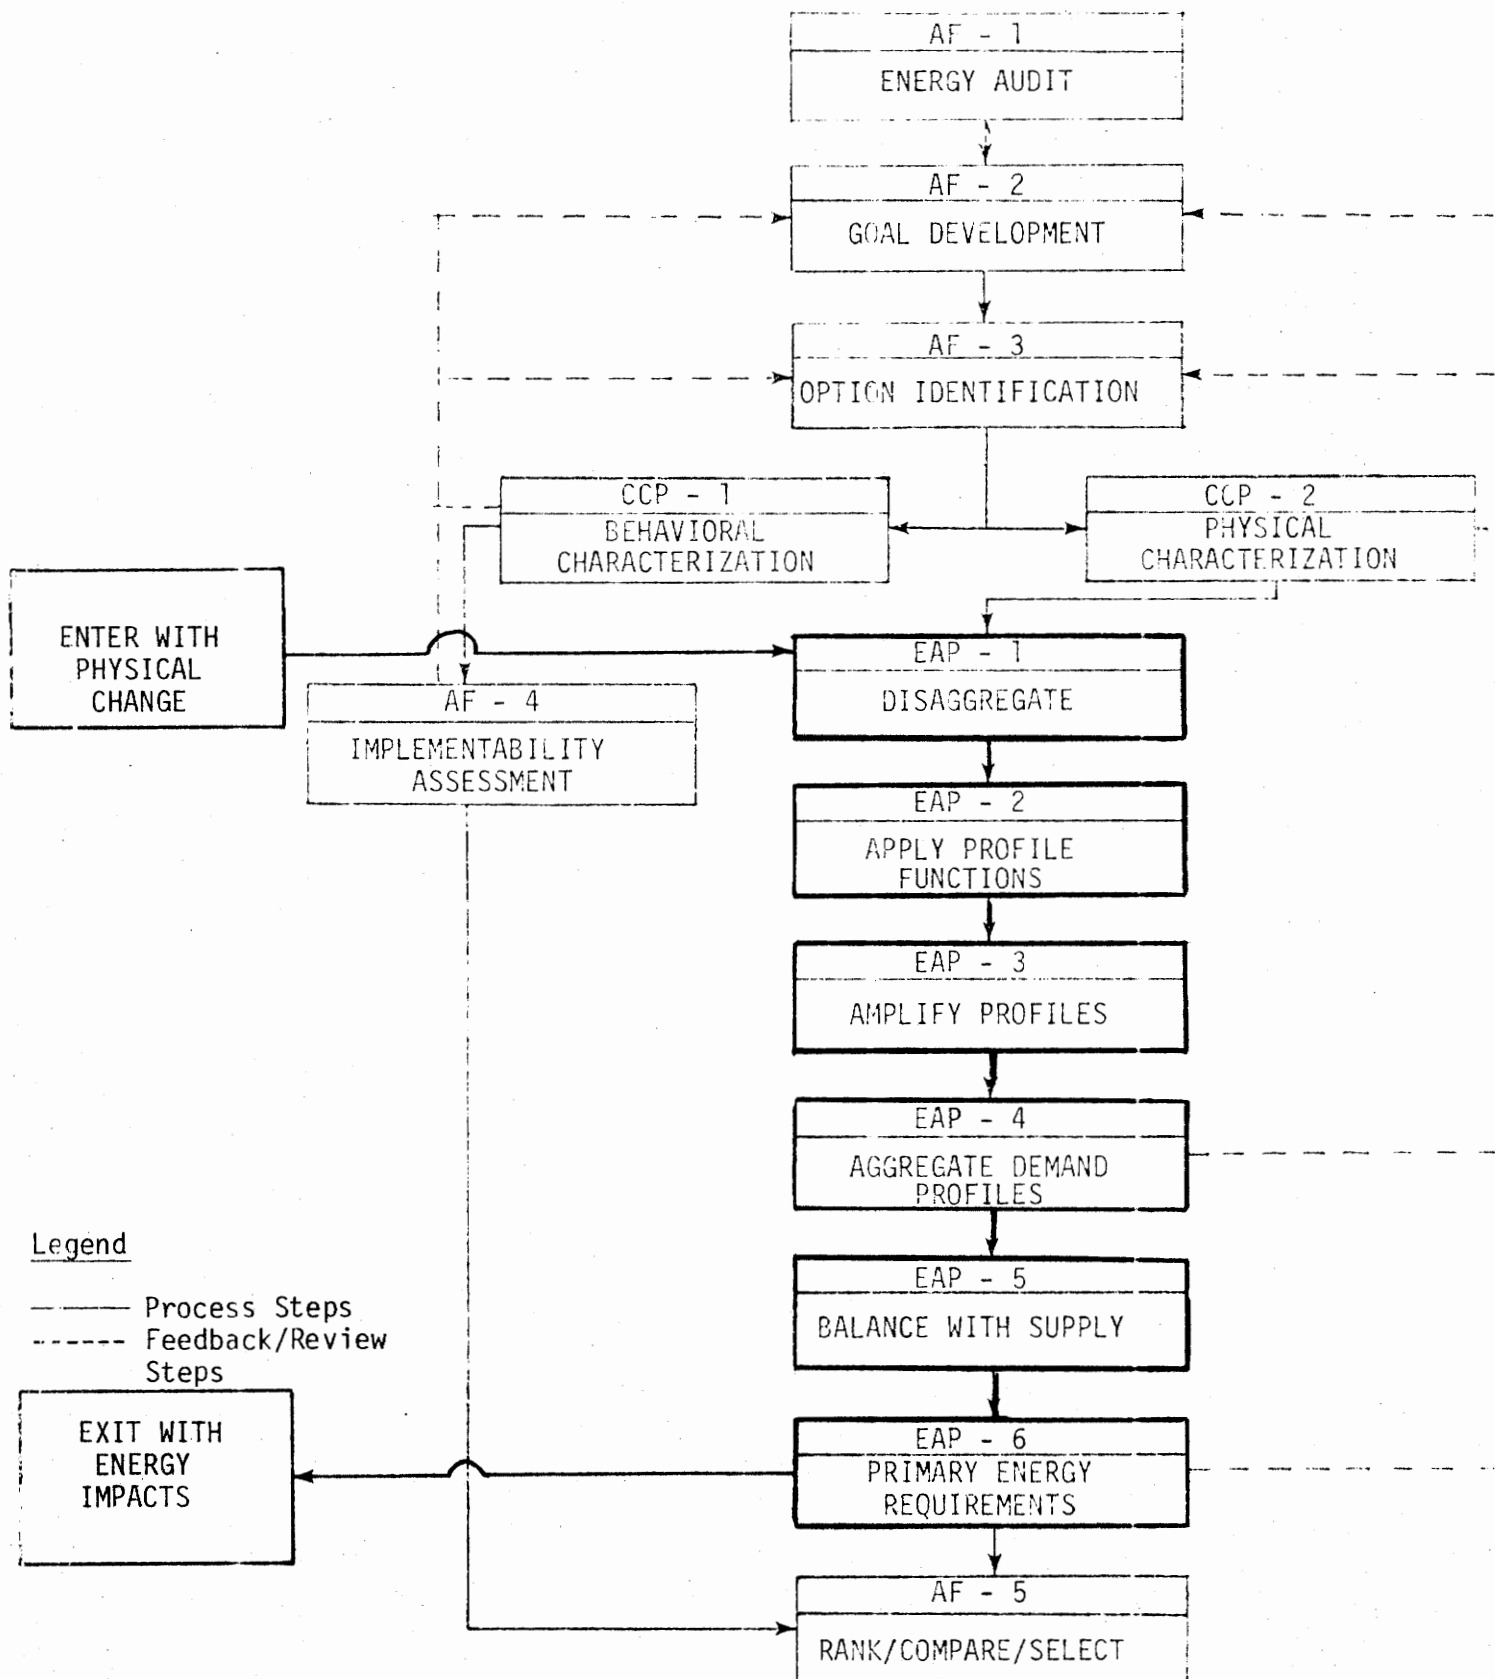 AF - 1
ENERGY AUDIT
AF - 2
GOAL DEVELOPMENT
AF - 3
OPTION IDENTIFICATION
CCP - 1
BEHAVIORAL
CHARACTERIZATION
CCP - 2
PHYSICAL
CHARACTERIZATION
ENTER WITH
PHYSICAL
CHANGE
EAP - 1
DISAGGREGATE
AF - 4
IMPLEMENTABILITY
ASSESSMENT
EAP - 2
APPLY PROFILE
FUNCTIONS
EAP - 3
AMPLIFY PROFILES
EAP - 4
AGGREGATE DEMAND
PROFILES
Legend
Process Steps
Feedback/Review
Steps
EAP - 5
BALANCE WITH SUPPLY
EXIT WITH
ENERGY
IMPACTS
EAP - 6
PRIMARY ENERGY
REQUIREMENTS
AF - 5
RANK/COMPARE/SELECT